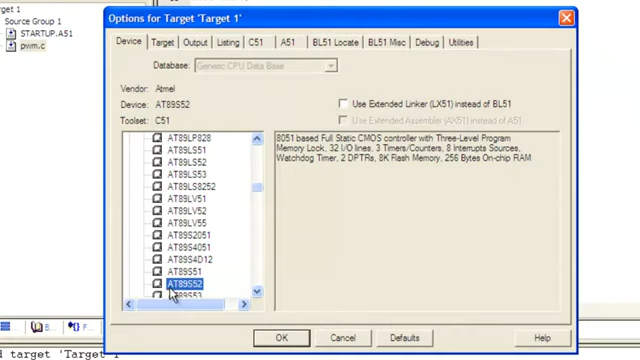 rget 1
Source Group 1
STARTUP.A51
pwm.c
Options for Target 'Target 1'
Device
Target
Output
Listing
C51
A51
BL51 Locate
BL51 Misc
Debug
Utilities
Database:
Generic CPU Data Base
Vendor: Atmel
Device: AT89S52
Toolset: C51
Use Extended Linker (LX51) instead of BL51
Use Extended Assembler (AX51) instead of A51
AT89LP828
AT89LS51
AT89LS52
AT89LS53
AT89LS8252
AT89LV51
AT89LV52
AT89LV55
AT89S2051
AT89S4051
AT89S4D12
AT89S51
AT89S52
AT89S53
8051 based Full Static CMOS controller with Three-Level Program
Memory Lock, 32 I/O lines, 3 Timers/Counters, 8 Interrupts Sources,
Watchdog Timer, 2 DPTRs, 8K Flash Memory, 256 Bytes On-chip RAM
OK
Cancel
Defaults
Help
B...
{} F...
d target 'Target 1'